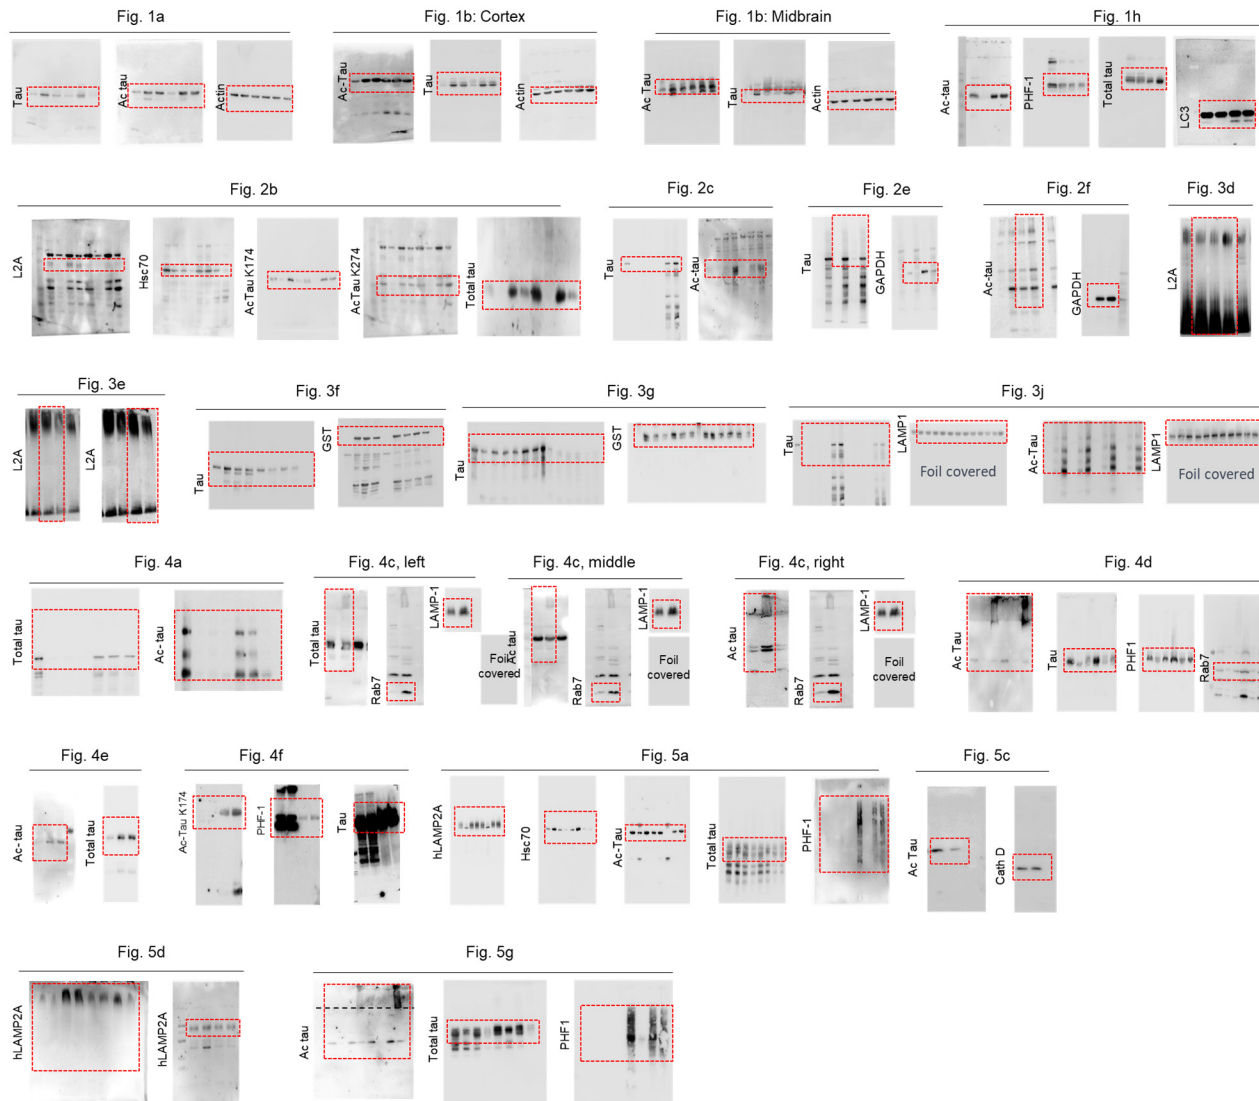 Fig. 1a
Fig. 1b: Cortex
Fig. 1b: Midbrain
Fig. 1h
Tau
Ac tau
Actin
Ac-Tau
Tau
Actin
Ac Tau
Tau
Actin
Ac-tau
PHF-1
Total tau
LC3
Fig. 2b
Fig. 2c
Fig. 2e
Fig. 2f
Fig. 3d
L2A
Hsc70
AcTau K174
AcTau K274
Total tau
Tau
Ac-tau
Tau
GAPDH
Ac-tau
GAPDH
L2A
Fig. 3e
Fig. 3f
Fig. 3g
Fig. 3j
L2A
L2A
Tau
GST
Tau
GST
Tau
LAMP1
Foil covered
Ac-Tau
LAMP1
Foil covered
Fig. 4a
Fig. 4c, left
Fig. 4c, middle
Fig. 4c, right
Fig. 4d
Total tau
Ac- tau
Total tau
Rab7
LAMP-1
Foil
covered
Ac tau
Rab7
LAMP-1
Foil
covered
Ac tau
Rab7
LAMP-1
Foil
covered
Ac Tau
Tau
PHF1
Rab7
Fig. 4e
Fig. 4f
Fig. 5a
Fig. 5c
Ac-tau
Total tau
Ac-Tau K174
PHF-1
Tau
hLAMP2A
Hsc70
Ac-Tau
Total tau
PHF-1
Ac Tau
Cath D
Fig. 5d
Fig. 5g
hLAMP2A
hLAMP2A
Ac tau
Total tau
PHF1